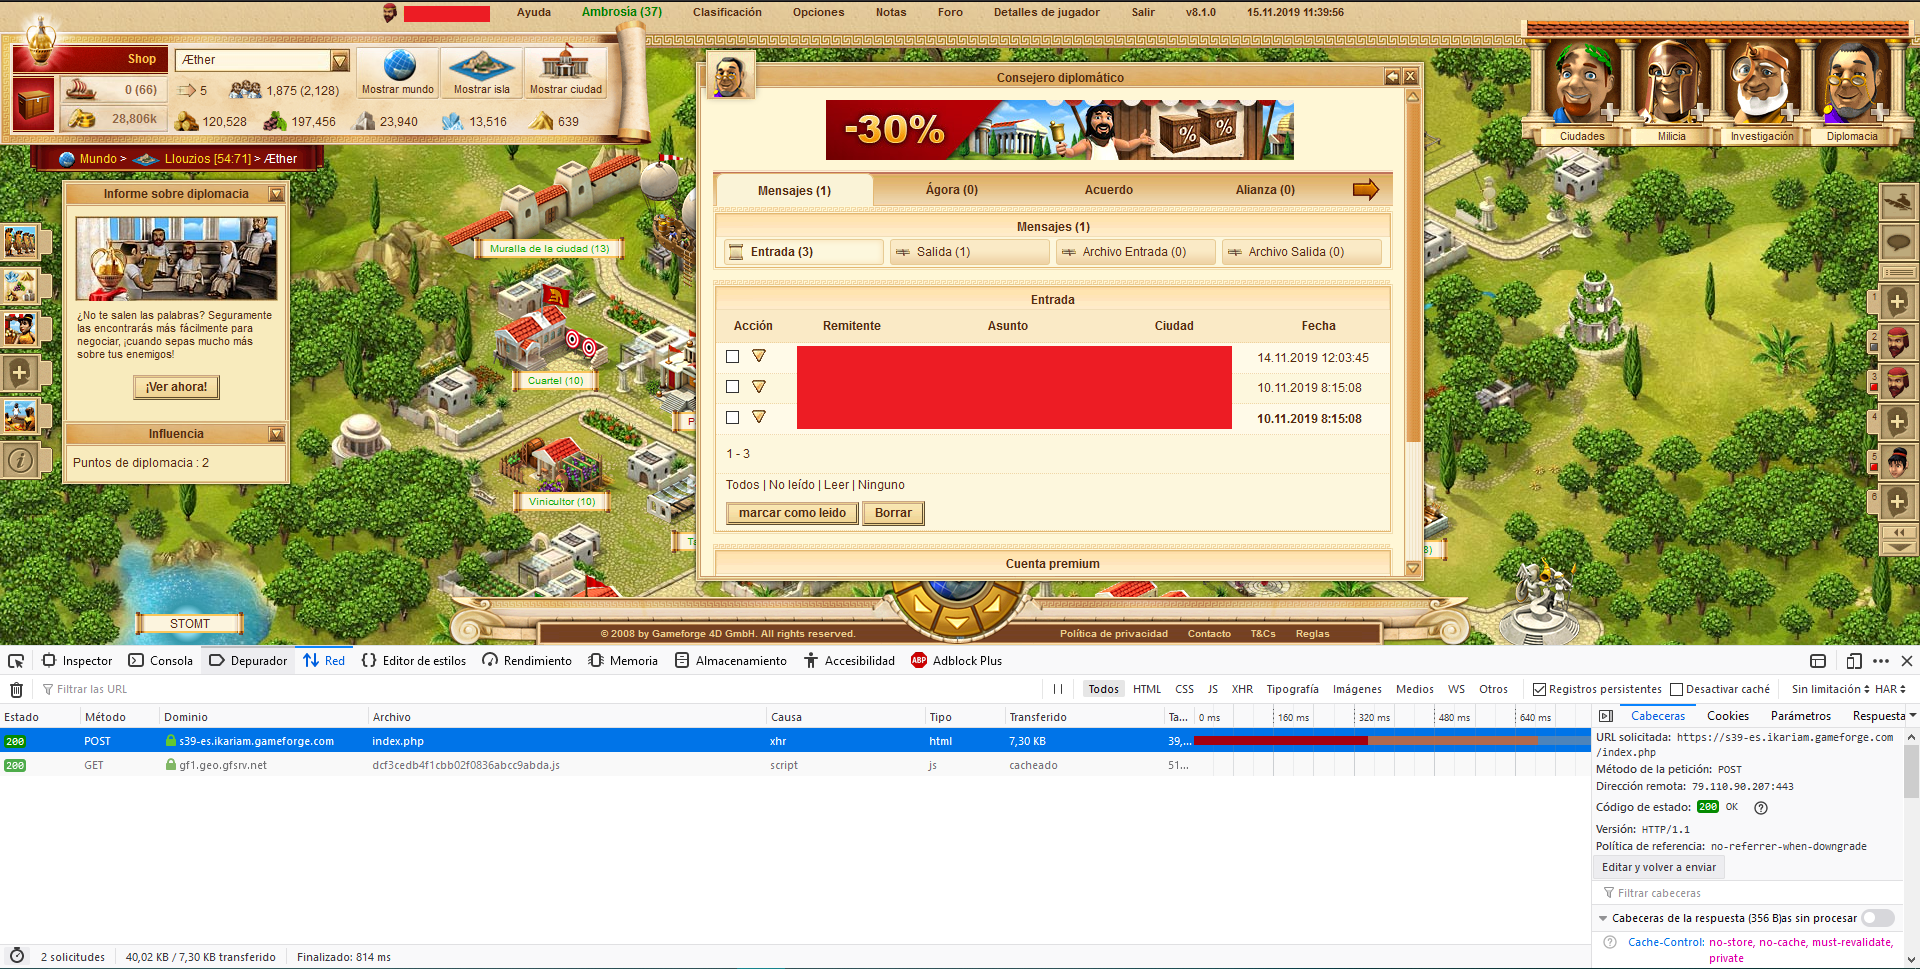 Ayuda
Ambrosia (37)
Clasificación
Opciones
Notas
Foro
Detalles de jugador
Salir
v8.1.0
15.11.2019 11:39:56
Shop
Æther
0 (66)
5
1,875 (2,128)
28,806k
120,528
197,456
23,940
13,516
639
Mostrar mundo
Mostrar isla
Mostrar ciudad
Ciudades
Milicia
Investigación
Diplomacia
Mundo > Llouzios [54:71] > Æther
Informe sobre diplomacia
¿No te salen las palabras? Seguramente
las encontrarás más fácilmente para
negociar, ¡cuando sepas mucho más
sobre tus enemigos!
¡Ver ahora!
Influencia
Puntos de diplomacia : 2
Muralla de la ciudad (13)
Cuartel (10)
Vinicultor (10)
STOMT
Consejero diplomático
-30%
% %
Mensajes (1)
Ágora (0)
Acuerdo
Alianza (0)
Mensajes (1)
Entrada (3)
Salida (1)
Archivo Entrada (0)
Archivo Salida (0)
Entrada
Acción
Remitente
Asunto
Ciudad
Fecha
14.11.2019 12:03:45
10.11.2019 8:15:08
10.11.2019 8:15:08
1 - 3
Todos | No leído | Leer | Ninguno
marcar como leido
Borrar
Cuenta premium
1
2
3
4
5
6
© 2008 by Gameforge 4D GmbH. All rights reserved.
Política de privacidad
Contacto
T&Cs
Reglas
Inspector
Consola
Depurador
Red
Editor de estilos
Rendimiento
Memoria
Almacenamiento
Accesibilidad
ABP
Adblock Plus
Filtrar las URL
Todos
HTML
CSS
JS
XHR
Tipografía
Imágenes
Medios
WS
Otros
Registros persistentes
Desactivar caché
Sin limitación
HAR
Estado
Método
Dominio
Archivo
Causa
Tipo
Transferido
Ta...
0 ms
160 ms
320 ms
480 ms
640 ms
200
POST
s39-es.ikariam.gameforge.com
index.php
xhr
html
7,30 KB
39,...
200
GET
gf1.geo.gfsrv.net
dcf3cedb4f1cbb02f0836abcc9abda.js
script
js
cacheado
51...
Cabeceras
Cookies
Parámetros
Respuesta
URL solicitada: https://s39-es.ikariam.gameforge.com
/index.php
Método de la petición: POST
Dirección remota: 79.110.90.207:443
Código de estado: 200 OK
Versión: HTTP/1.1
Política de referencia: no-referrer-when-downgrade
Editar y volver a enviar
Filtrar cabeceras
Cabeceras de la respuesta (356 B)as sin procesar
Cache-Control: no-store, no-cache, must-revalidate,
private
2 solicitudes
40,02 KB / 7,30 KB transferido
Finalizado: 814 ms